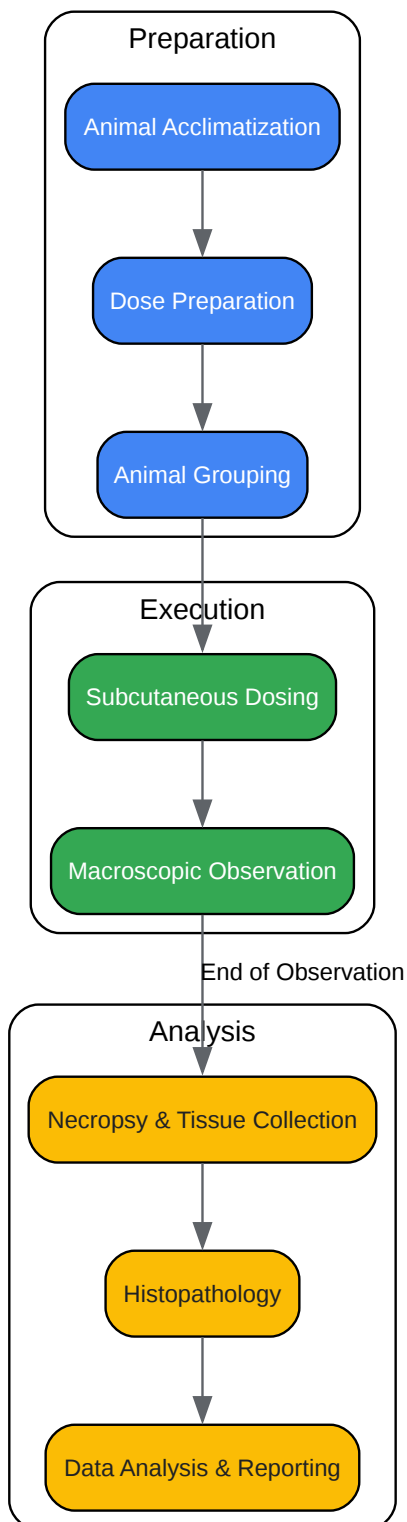 Preparation
Animal Acclimatization
Dose Preparation
Animal Grouping
Execution
Subcutaneous Dosing
Macroscopic Observation
End of Observation
Analysis
Necropsy & Tissue Collection
Histopathology
Data Analysis & Reporting